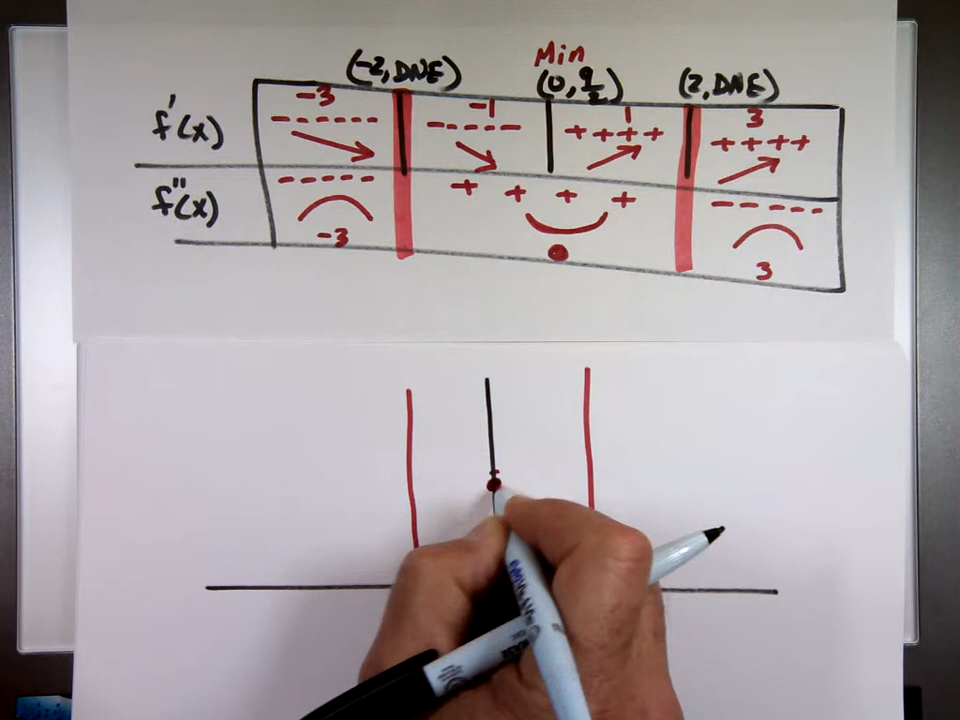 Min
(-2, DNE) (0, 9/2) (2, DNE)
f'(x) -3 -1 1 3
- - - - - - - - - - - - + + + + + + + +
f''(x) - - - - - - + + + + - - - - - -
-3 3